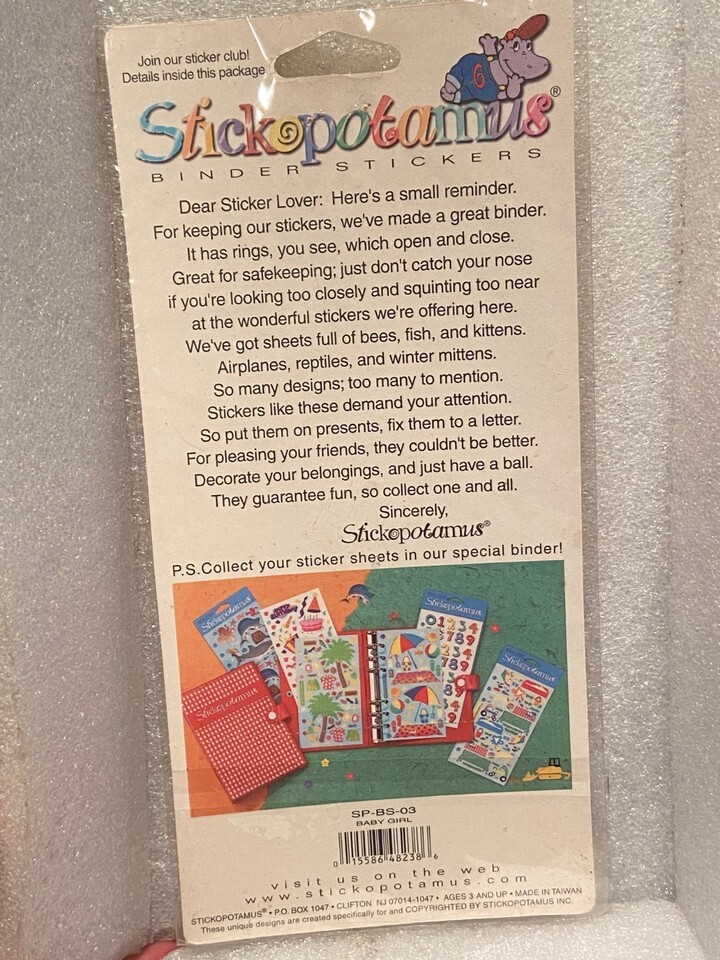 Join our sticker club!
Details inside this package
6
Stickopotamus®
BINDER STICKERS
Dear Sticker Lover: Here's a small reminder.
For keeping our stickers, we've made a great binder.
It has rings, you see, which open and close.
Great for safekeeping; just don't catch your nose
if you're looking too closely and squinting too near
at the wonderful stickers we're offering here.
We've got sheets full of bees, fish, and kittens.
Airplanes, reptiles, and winter mittens.
So many designs; too many to mention.
Stickers like these demand your attention.
So put them on presents, fix them to a letter.
For pleasing your friends, they couldn't be better.
Decorate your belongings, and just have a ball.
They guarantee fun, so collect one and all.
Sincerely,
Stickopotamus®
P.S.Collect your sticker sheets in our special binder!
Stickopotamus
Stickopotamus
Stickopotamus
Stickopotamus
SP-BS-03
BABY GIRL
0 15586 48238 6
visit us on the web
www.stickopotamus.com
STICKOPOTAMUS® • P.O. BOX 1047 • CLIFTON NJ 07014-1047 • AGES 3 AND UP • MADE IN TAIWAN
These unique designs are created specifically for and COPYRIGHTED BY STICKOPOTAMUS INC.